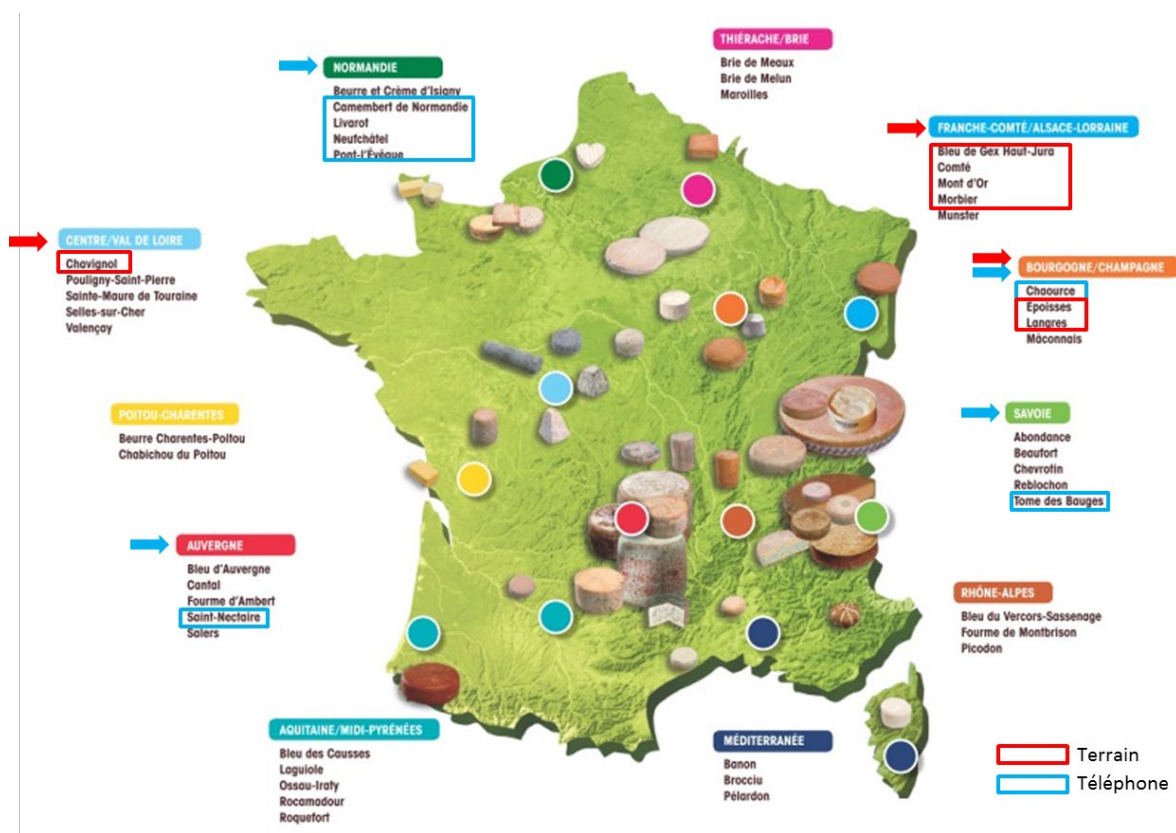 THIÉRACHE/BRIE
Brie de Meaux
Brie de Melun
Maroilles
NORMANDIE
Beurre et Crème d'Isigny
Camembert de Normandie
Livarot
Neufchâtel
Pont-l'Évêque
FRANCHE-COMTÉ/ALSACE-LORRAINE
Bleu de Gex Haut-Jura
Comté
Mont d'Or
Morbier
Munster
CENTRE/VAL DE LOIRE
Chavignol
Pouligny-Saint-Pierre
Sainte-Maure de Touraine
Selles-sur-Cher
Valençay
BOURGOGNE/CHAMPAGNE
Chaource
Epoisses
Langres
Mâconnais
POITOU-CHARENTES
Beurre Charentes-Poitou
Chabichou du Poitou
SAVOIE
Abondance
Beaufort
Chevrotin
Reblochon
Tome des Bauges
AUVERGNE
Bleu d'Auvergne
Cantal
Fourme d'Ambert
Saint-Nectaire
Salers
RHÔNE-ALPES
Bleu du Vercors-Sassenage
Fourme de Montbrison
Picodon
AQUITAINE/MIDI-PYRÉNÉES
Bleu des Causses
Laguiole
Ossau-Iraty
Rocamadour
Roquefort
MÉDITERRANÉE
Banon
Brocciu
Pélardon
Terrain
Téléphone